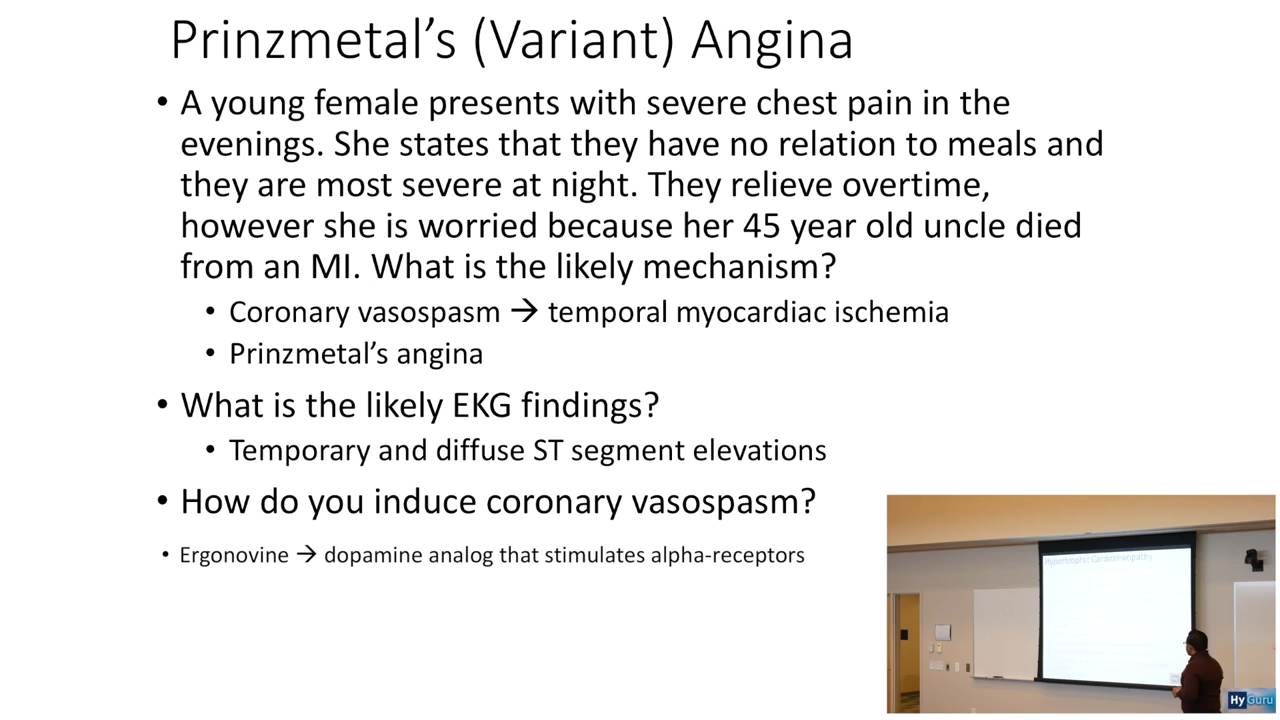 Prinzmetal's (Variant) Angina
• A young female presents with severe chest pain in the
evenings. She states that they have no relation to meals and
they are most severe at night. They relieve overtime,
however she is worried because her 45 year old uncle died
from an MI. What is the likely mechanism?
• Coronary vasospasm → temporal myocardiac ischemia
• Prinzmetal's angina
• What is the likely EKG findings?
• Temporary and diffuse ST segment elevations
• How do you induce coronary vasospasm?
• Ergonovine → dopamine analog that stimulates alpha-receptors
Hypertrophic Cardiomyopathy
HyGuru